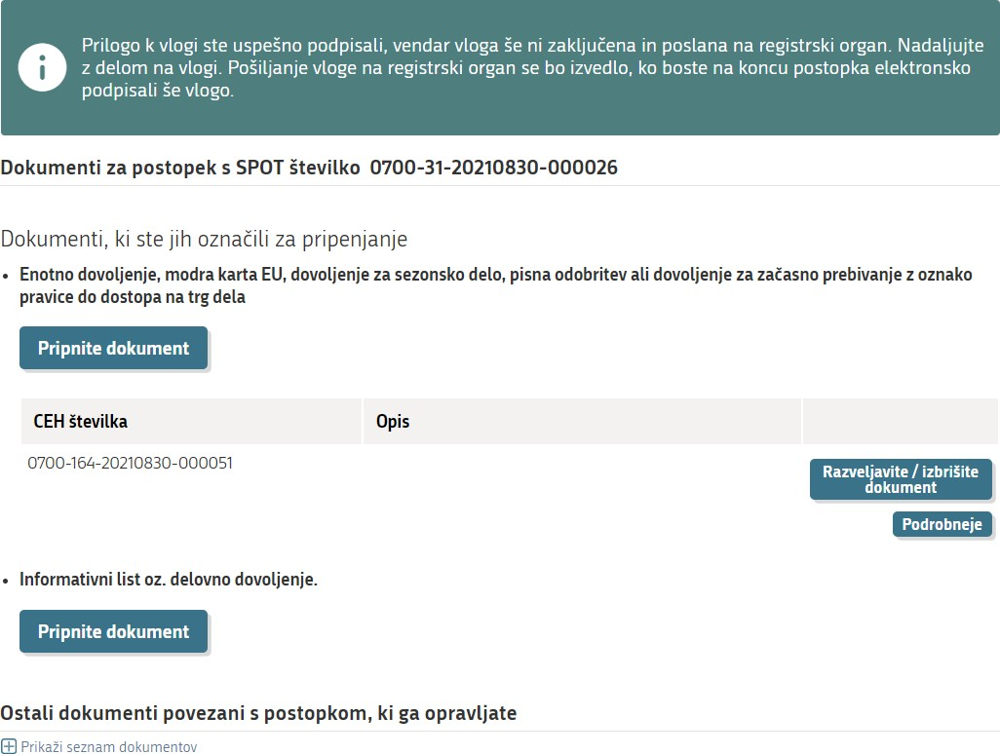 Prilogo k vlogi ste uspešno podpisali, vendar vloga še ni zaključena in poslana na registrski organ. Nadaljujte
z delom na vlogi. Pošiljanje vloge na registrski organ se bo izvedlo, ko boste na koncu postopka elektronsko
podpisali še vlogo.
Dokumenti za postopek s SPOT številko 0700-31-20210830-000026
Dokumenti, ki ste jih označili za pripenjanje
• Enotno dovoljenje, modra karta EU, dovoljenje za sezonsko delo, pisna odobritev ali dovoljenje za začasno prebivanje z oznako
pravice do dostopa na trg dela
Pripnite dokument
CEH številka Opis
0700-164-20210830-000051
Razveljavite / izbrišite
dokument
Podrobneje
• Informativni list oz. delovno dovoljenje.
Pripnite dokument
Ostali dokumenti povezani s postopkom, ki ga opravljate
Prikaži seznam dokumentov